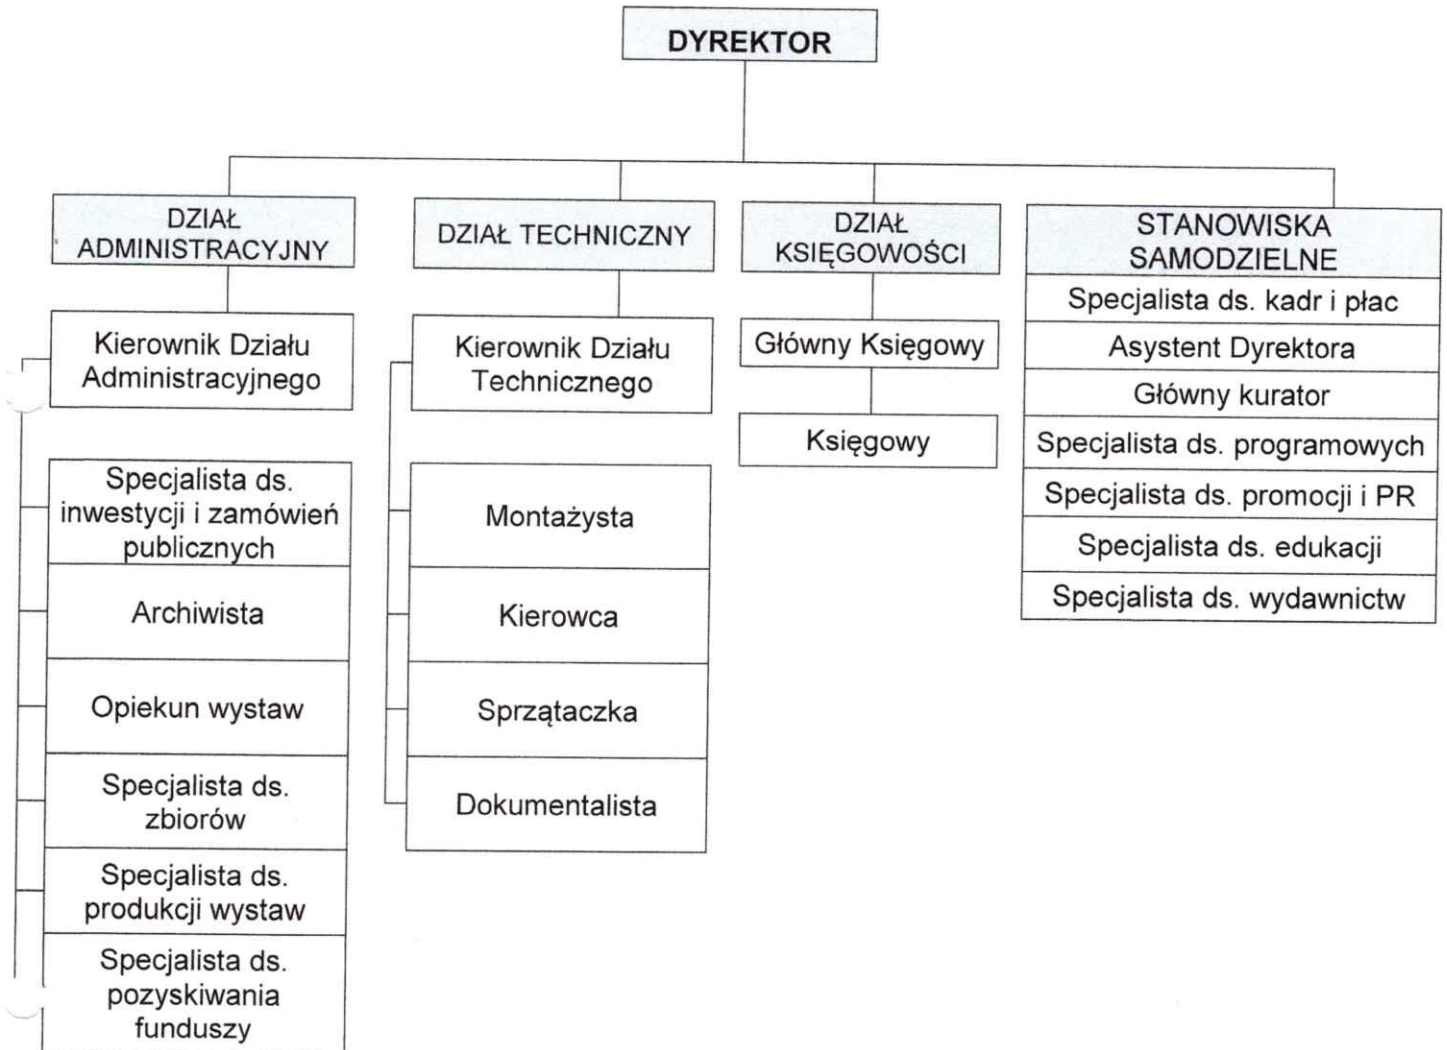 DYREKTOR
DZIAŁ
ADMINISTRACYJNY
Kierownik Działu
Administracyjnego
Specjalista ds.
inwestycji i zamówień
publicznych
Archiwista
Opiekun wystaw
Specjalista ds.
zbiorów
Specjalista ds.
produkcji wystaw
Specjalista ds.
pozyskiwania
funduszy
DZIAŁ TECHNICZNY
Kierownik Działu
Technicznego
Montażysta
Kierowca
Sprzątaczka
Dokumentalista
DZIAŁ
KSIĘGOWOŚCI
Główny Księgowy
Księgowy
STANOWISKA
SAMODZIELNE
Specjalista ds. kadr i płac
Asystent Dyrektora
Główny kurator
Specjalista ds. programowych
Specjalista ds. promocji i PR
Specjalista ds. edukacji
Specjalista ds. wydawnictw